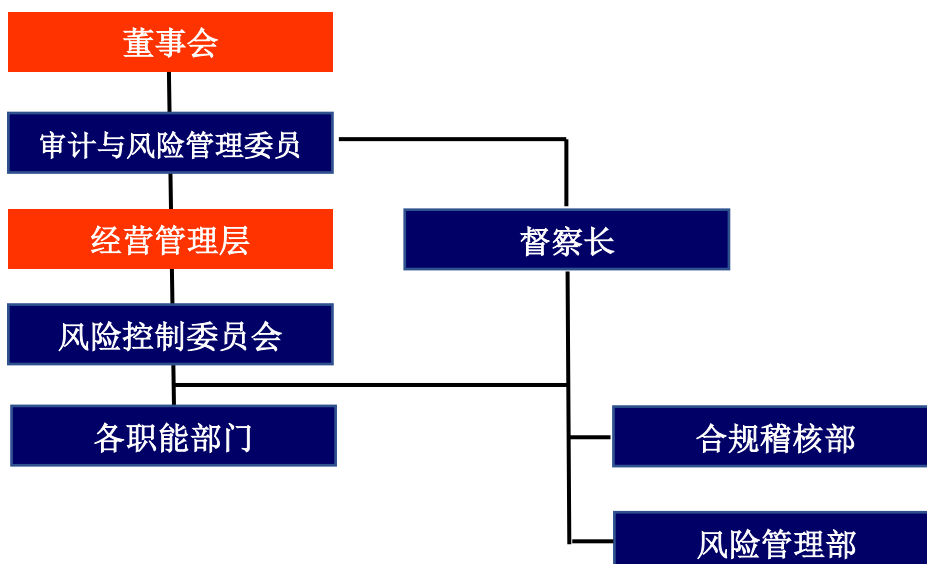 董事会
审计与风险管理委员
经营管理层
督察长
风险控制委员会
各职能部门
合规稽核部
风险管理部